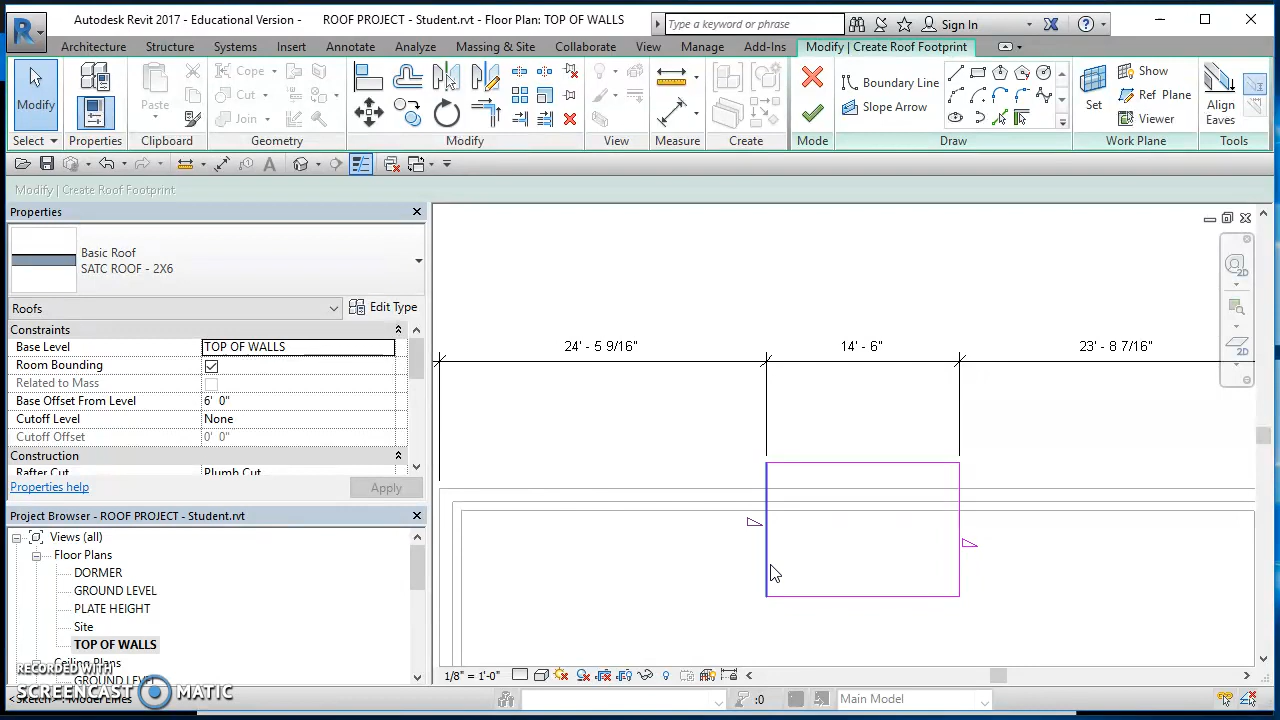 Autodesk Revit 2017 - Educational Version - ROOF PROJECT - Student.rvt - Floor Plan: TOP OF WALLS
Type a keyword or phrase
Sign In
Architecture Structure Systems Insert Annotate Analyze Massing & Site Collaborate View Manage Add-Ins Modify | Create Roof Footprint
Modify
Paste
Cope
Cut
Join
Boundary Line
Slope Arrow
Set
Show
Ref Plane
Viewer
Align
Eaves
Select Properties Clipboard Geometry Modify View Measure Create Mode Draw Work Plane Tools
Modify | Create Roof Footprint
Properties
Basic Roof
SATC ROOF - 2X6
Roofs
Edit Type
Constraints
Base Level TOP OF WALLS
Room Bounding
Related to Mass
Base Offset From Level 6' 0"
Cutoff Level None
Cutoff Offset 0' 0"
Construction
Rafter Cut Plumb Cut
Properties help
Apply
Project Browser - ROOF PROJECT - Student.rvt
Views (all)
Floor Plans
DORMER
GROUND LEVEL
PLATE HEIGHT
Site
TOP OF WALLS
Ceiling Plans
GROUND LEVEL
24' - 5 9/16"
14' - 6"
23' - 8 7/16"
2D
1/8" = 1'-0"
RECORDED WITH
SCREENCAST MATIC
:0
Main Model